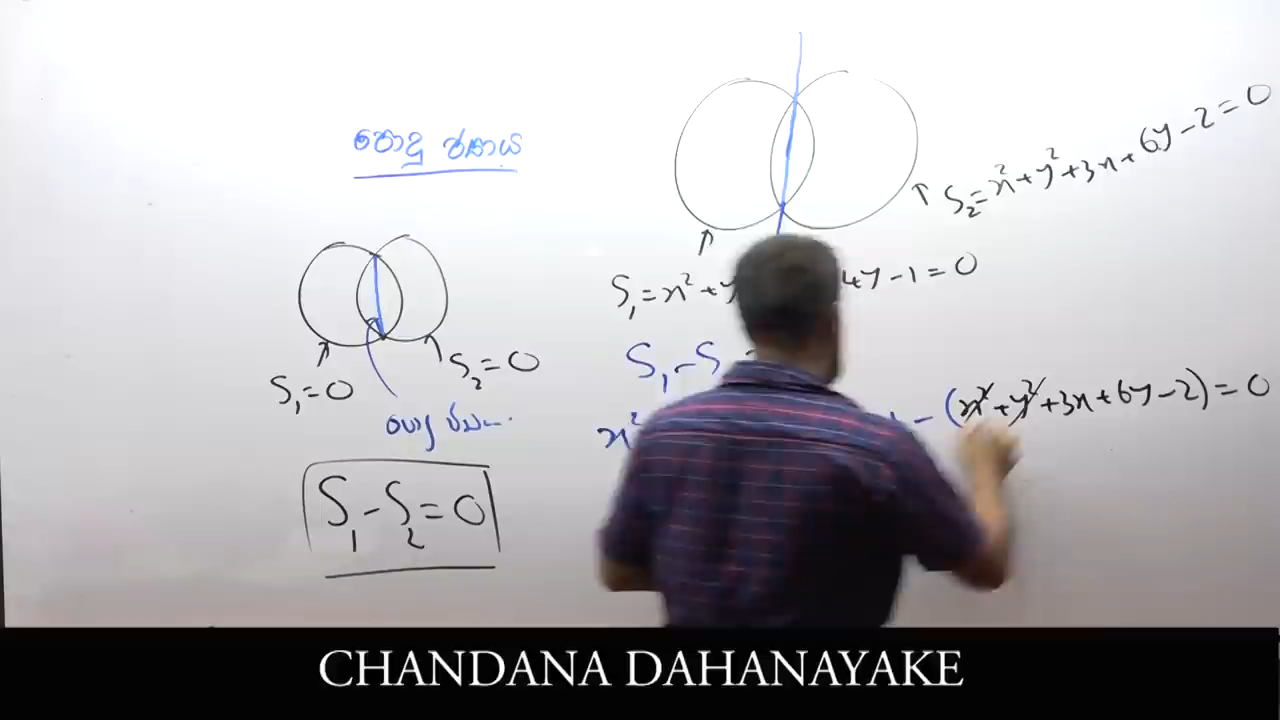 පොදු ජ්‍යාය
S₂ = x² + y² + 3x + 6y - 2 = 0
S₁ = x² + y 4y - 1 = 0
S₁ = 0
S₂ = 0
S₁ - S
පොදු ජ්‍යා
x² - (x² + y² + 3x + 6y - 2) = 0
S₁ - S₂ = 0
CHANDANA DAHANAYAKE